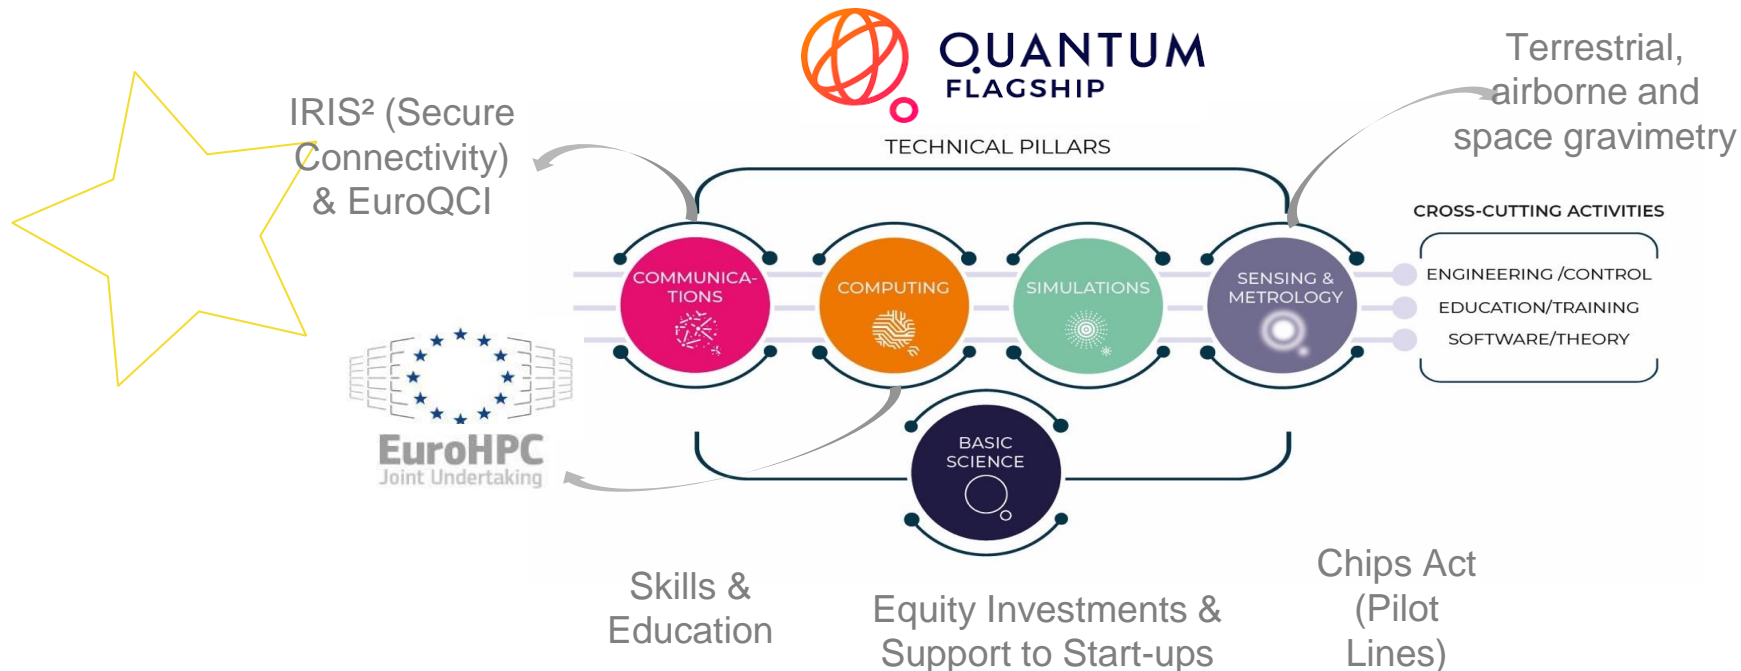 QUANTUM
FLAGSHIP
Terrestrial,
airborne and
space gravimetry
IRIS² (Secure
Connectivity)
& EuroQCI
TECHNICAL PILLARS
CROSS-CUTTING ACTIVITIES
ENGINEERING /CONTROL
EDUCATION/TRAINING
SOFTWARE/THEORY
COMMUNICA-
TIONS
COMPUTING
SIMULATIONS
SENSING &
METROLOGY
EuroHPC
Joint Undertaking
BASIC
SCIENCE
Skills &
Education
Equity Investments &
Support to Start-ups
Chips Act
(Pilot
Lines)